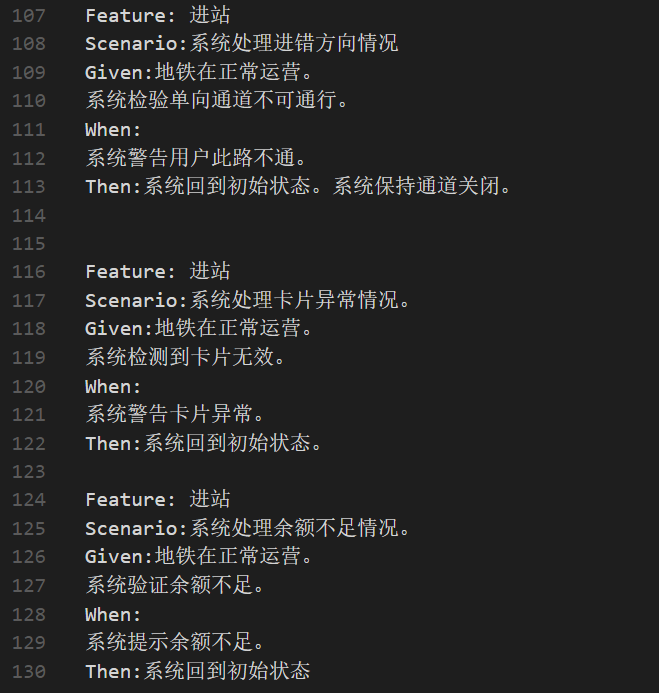 107 Feature: 进站
108 Scenario:系统处理进错方向情况
109 Given:地铁在正常运营。
110 系统检验单向通道不可通行。
111 When:
112 系统警告用户此路不通。
113 Then:系统回到初始状态。系统保持通道关闭。
114
115
116 Feature: 进站
117 Scenario:系统处理卡片异常情况。
118 Given:地铁在正常运营。
119 系统检测到卡片无效。
120 When:
121 系统警告卡片异常。
122 Then:系统回到初始状态。
123
124 Feature: 进站
125 Scenario:系统处理余额不足情况。
126 Given:地铁在正常运营。
127 系统验证余额不足。
128 When:
129 系统提示余额不足。
130 Then:系统回到初始状态